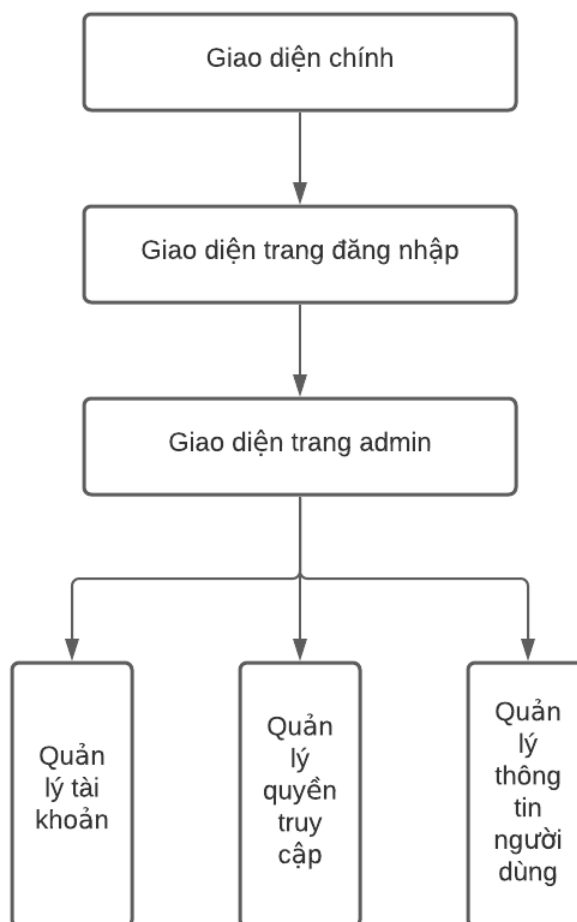 Giao diện chính
Giao diện trang đăng nhập
Giao diện trang admin
Quản
lý tài
khoản
Quản
lý
quyền
truy
cập
Quản
lý
thông
tin
người
dùng